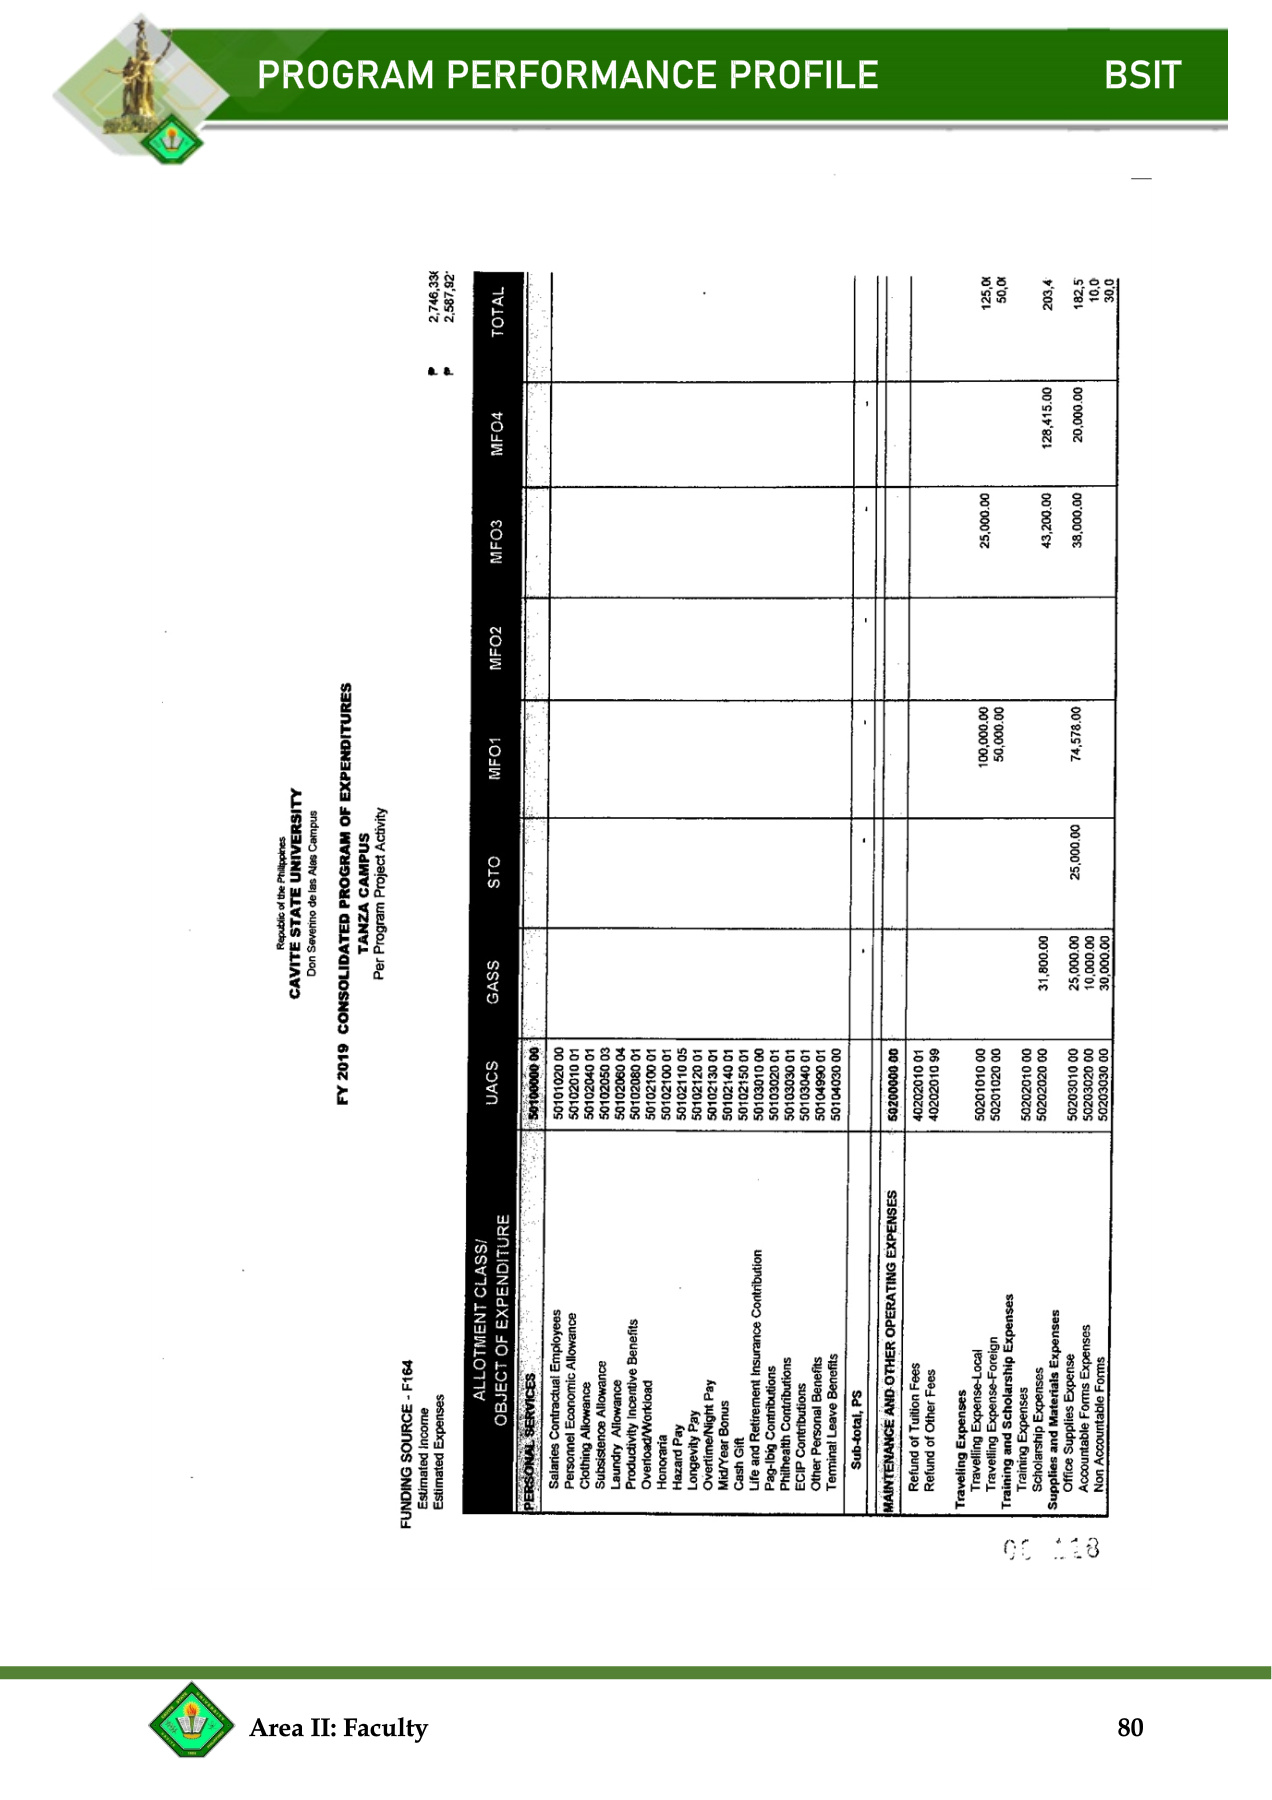 PROGRAM PERFORMANCE PROFILE BSIT
Republic of the Philippines
CAVITE STATE UNIVERSITY
Don Severino de las Alas Campus
FY 2019 CONSOLIDATED PROGRAM OF EXPENDITURES
TANZA CAMPUS
Per Program Project Activity
FUNDING SOURCE - F164
Estimated Income ₱ 2,746,33
Estimated Expenses ₱ 2,587,92
ALLOTMENT CLASS/
OBJECT OF EXPENDITURE UACS GASS STO MFO1 MFO2 MFO3 MFO4 TOTAL
PERSONAL SERVICES 50100000 00
Salaries Contractual Employees 50101020 00
Personnel Economic Allowance 50102010 01
Clothing Allowance 50102040 01
Subsistence Allowance 50102050 03
Laundry Allowance 50102060 04
Productivity Incentive Benefits 50102080 01
Overload/Workload 50102100 01
Honoraria 50102100 01
Hazard Pay 50102110 05
Longevity Pay 50102120 01
Overtime/Night Pay 50102130 01
Mid/Year Bonus 50102140 01
Cash Gift 50102150 01
Life and Retirement Insurance Contribution 50103010 00
Pag-Ibig Contributions 50103020 01
Philhealth Contributions 50103030 01
ECIP Contributions 50103040 01
Other Personal Benefits 50104990 01
Terminal Leave Benefits 50104030 00
Sub-total, PS - - - - - -
MAINTENANCE AND OTHER OPERATING EXPENSES 50200000 00
Refund of Tuition Fees 40202010 01
Refund of Other Fees 40202010 99
Traveling Expenses
Travelling Expense-Local 50201010 00 100,000.00 25,000.00 125,0
Travelling Expense-Foreign 50201020 00 50,000.00 50,0
Training and Scholarship Expenses
Training Expenses 50202010 00
Scholarship Expenses 50202020 00 31,800.00 43,200.00 128,415.00 203,4
Supplies and Materials Expenses
Office Supplies Expense 50203010 00 25,000.00 25,000.00 74,578.00 38,000.00 20,000.00 182,5
Accountable Forms Expenses 50203020 00 10,000.00 10,0
Non Accountable Forms 50203030 00 30,000.00 30,0
Area II: Faculty 80